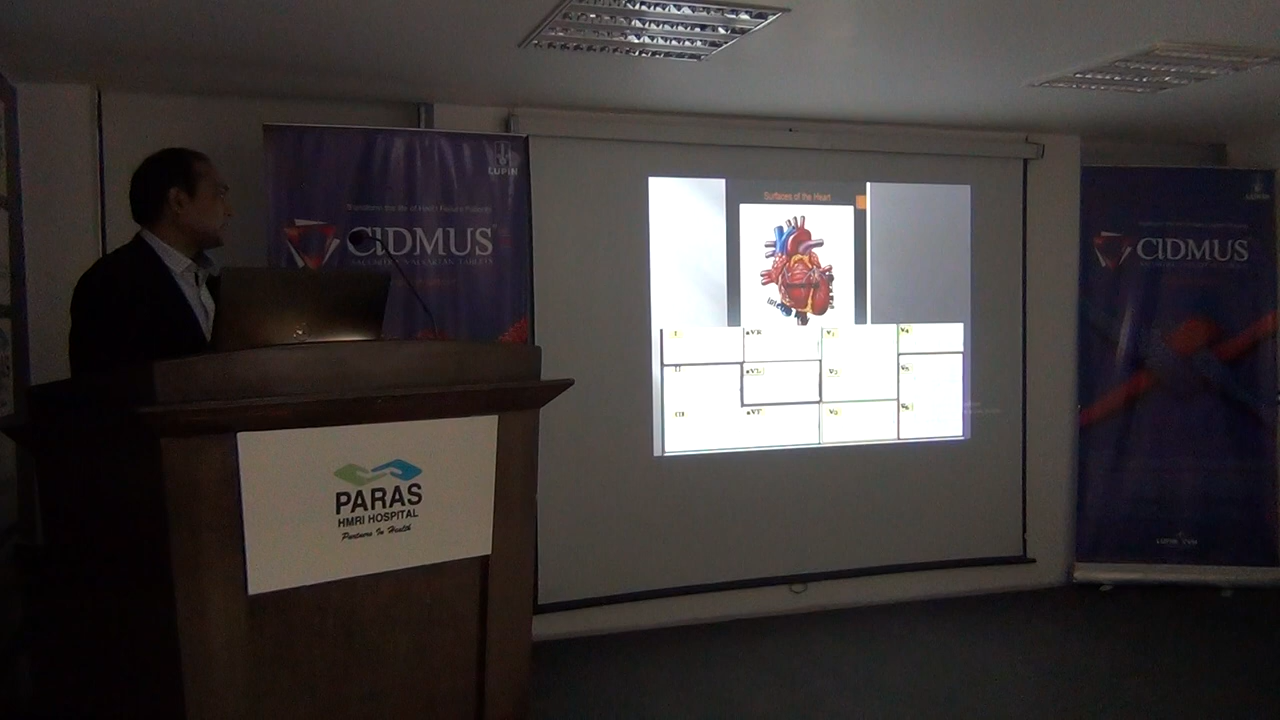 LUPIN
CIDMUS
Surfaces of the Heart
I
aVR
V1
V4
II
aVL
V2
V5
III
aVF
V3
V6
PARAS
HMRI HOSPITAL
Partners In Health
CIDMUS
LUPIN CVN